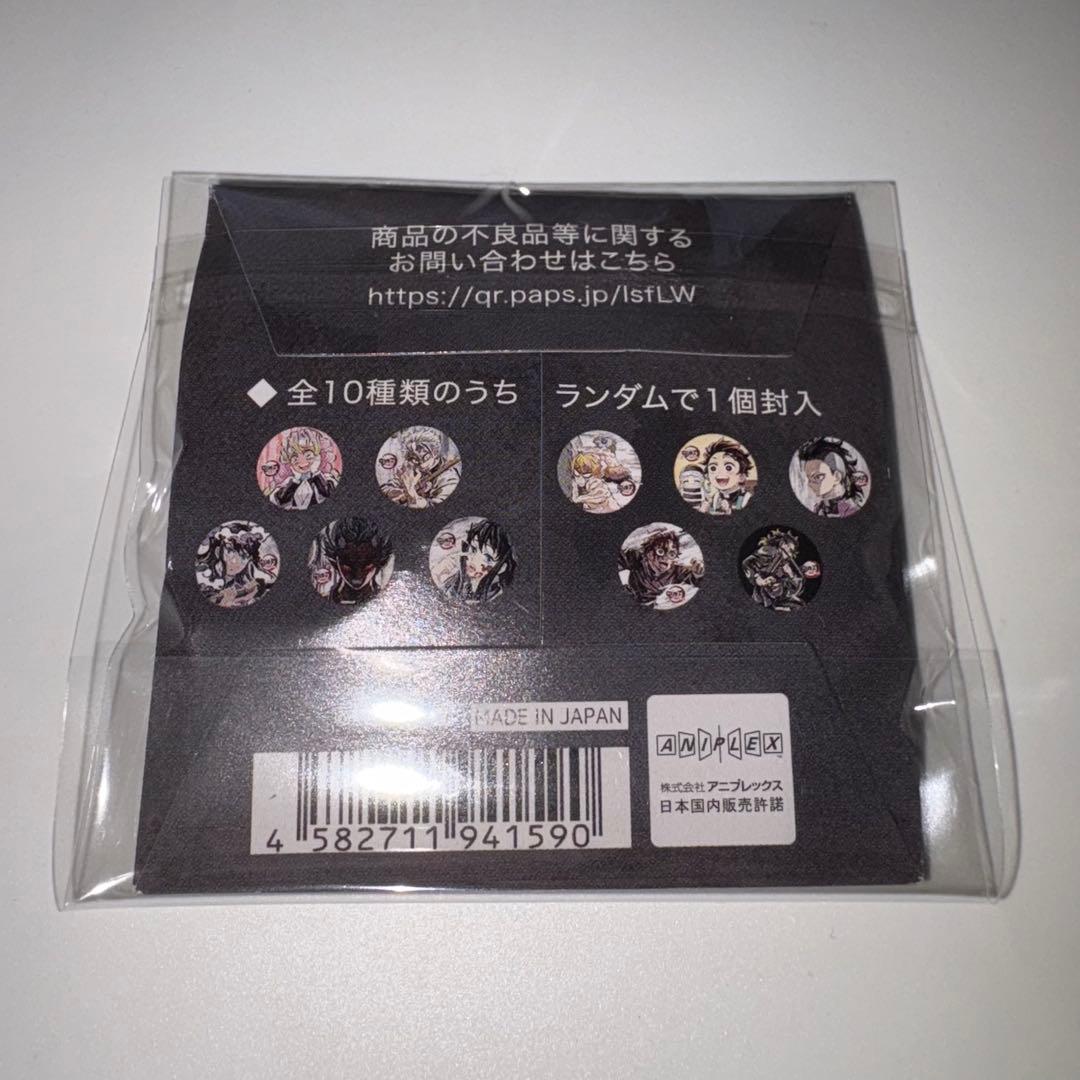 商品の不良品等に関する
お問い合わせはこちら
https://qr.paps.jp/lsfLW
◆ 全10種類のうち ランダムで1個封入
MADE IN JAPAN
4 582711 941590
ANIPLEX
株式会社 アニプレックス
日本国内販売許諾